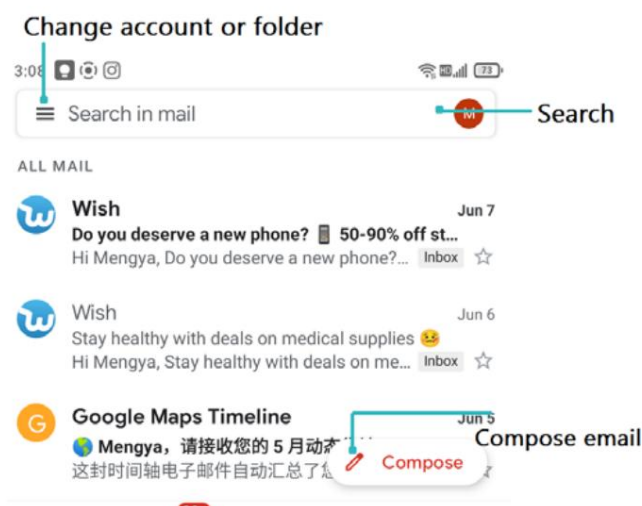 Change account or folder
3:08
HD
73
Search in mail
M
Search
ALL MAIL
Wish
Jun 7
Do you deserve a new phone? 📱 50-90% off st...
Hi Mengya, Do you deserve a new phone?...
Inbox
Wish
Jun 6
Stay healthy with deals on medical supplies 🤒
Hi Mengya, Stay healthy with deals on me...
Inbox
G
Google Maps Timeline
Jun 5
🌎 Mengya，请接收您的 5 月动态
Compose email
这封时间轴电子邮件自动汇总了您
Compose